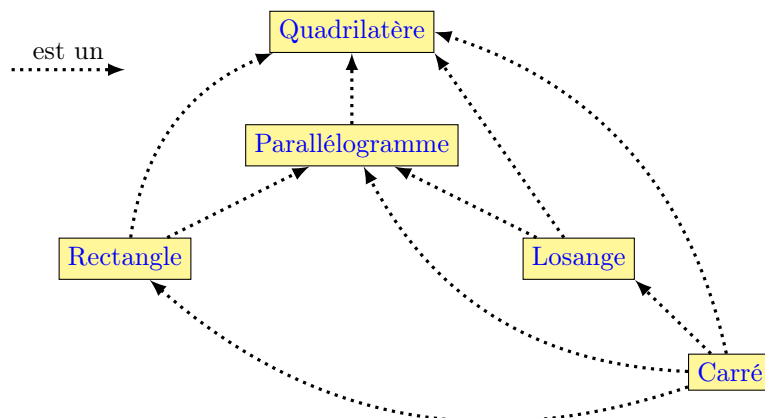 Quadrilatère
est un
Parallélogramme
Rectangle
Losange
Carré